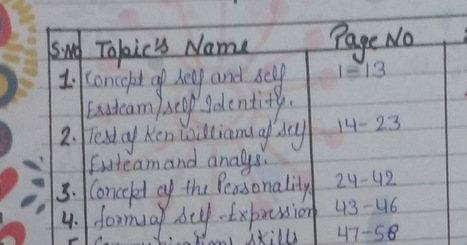 S.No Topic's Name Page No
1. Concept of self and self 1-13
Essteam/self Identity.
2. Test of Ken Williams of self 14-23
Essteam and analys.
3. Concept of the Personality 24-42
4. forms of self-Expression 43-46
skills 47-58